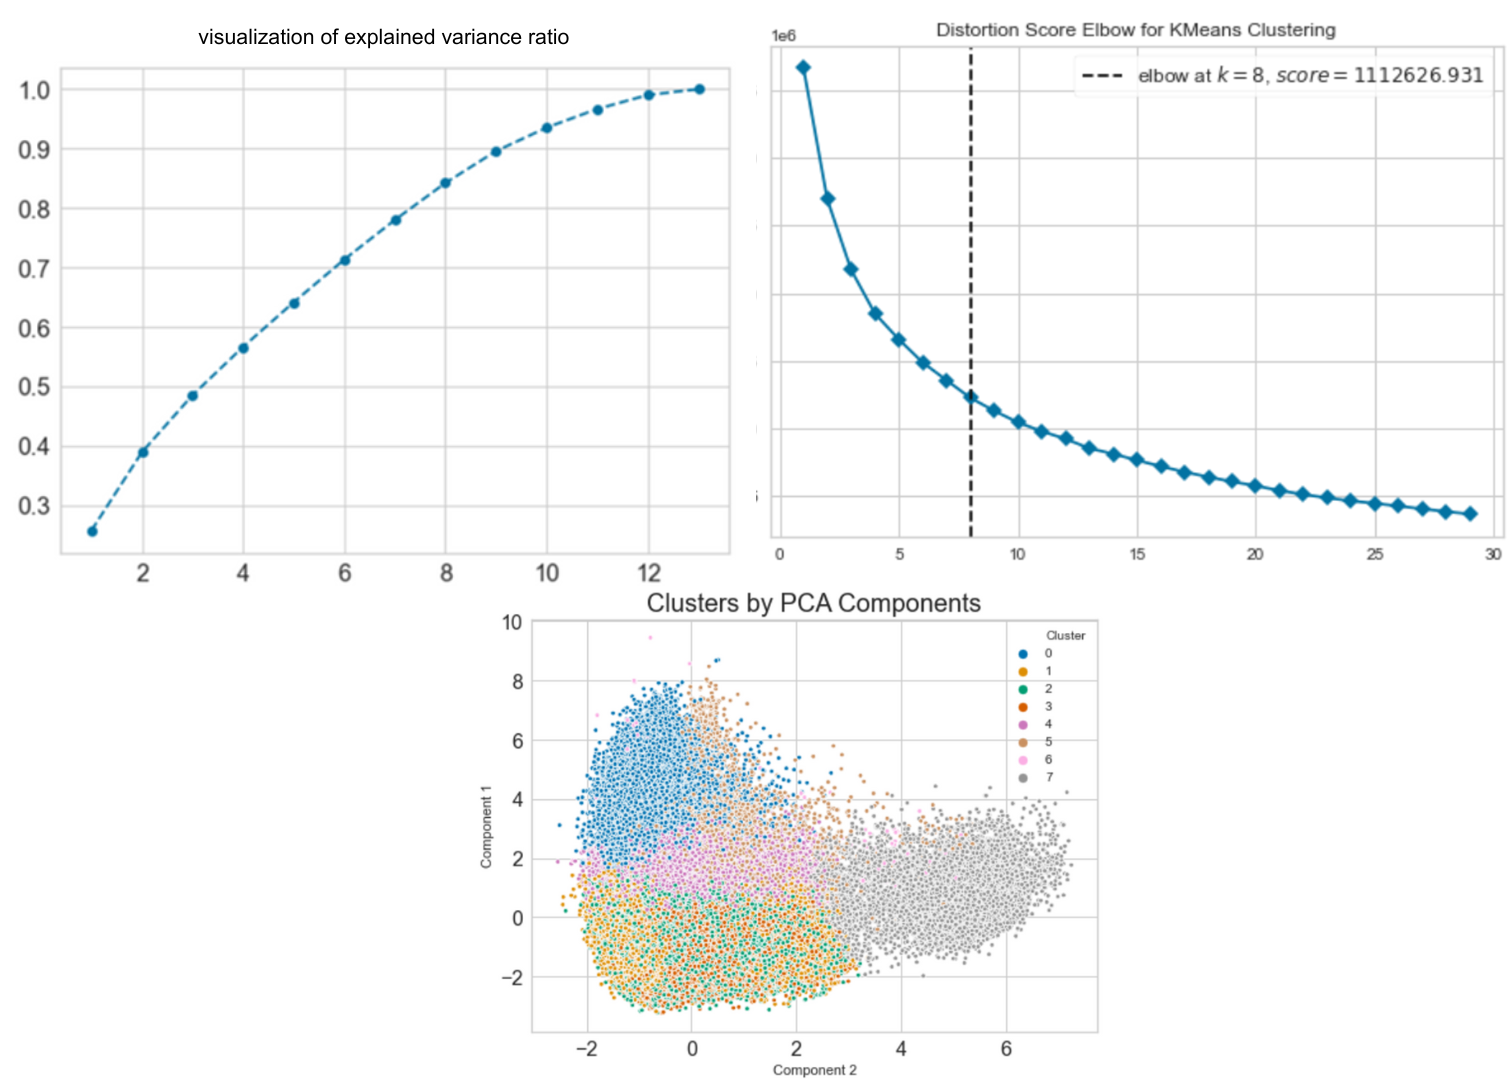 visualization of explained variance ratio
1.0
0.9
0.8
0.7
0.6
0.5
0.4
0.3
2 4 6 8 10 12
Distortion Score Elbow for KMeans Clustering
1e6
elbow at k = 8, score = 1112626.931
0 5 10 15 20 25 30
Clusters by PCA Components
Component 1
10
8
6
4
2
0
−2
Cluster
0
1
2
3
4
5
6
7
−2 0 2 4 6
Component 2